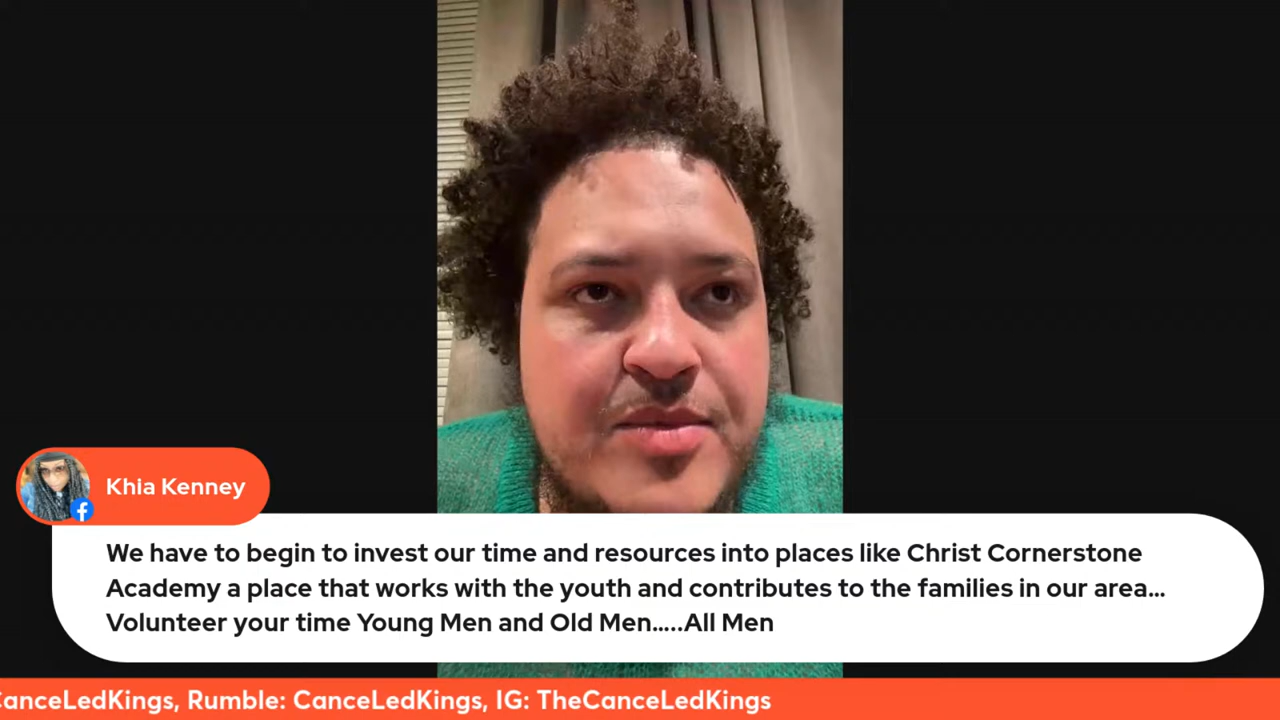 Khia Kenney
We have to begin to invest our time and resources into places like Christ Cornerstone
Academy a place that works with the youth and contributes to the families in our area...
Volunteer your time Young Men and Old Men.....All Men
CanceLedKings, Rumble: CanceLedKings, IG: TheCanceLedKings